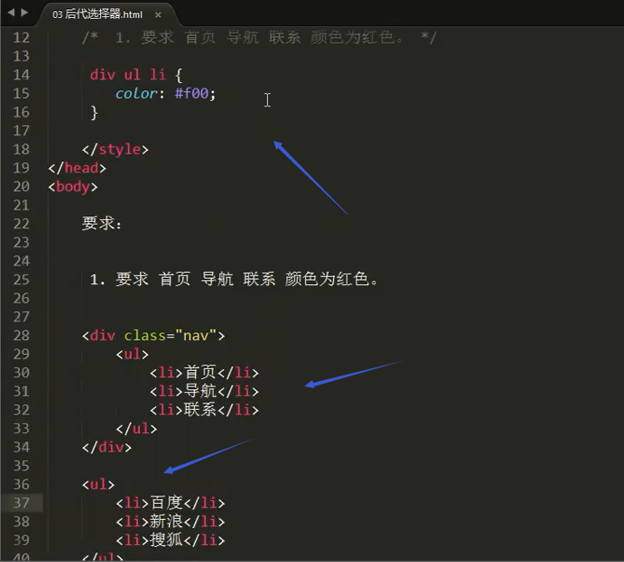 03 后代选择器.html ×
12 /* 1. 要求 首页 导航 联系 颜色为红色。 */
13
14 div ul li {
15 color: #f00;
16 }
17
18 </style>
19 </head>
20 <body>
21
22 要求:
23
24
25 1. 要求 首页 导航 联系 颜色为红色。
26
27
28 <div class="nav">
29 <ul>
30 <li>首页</li>
31 <li>导航</li>
32 <li>联系</li>
33 </ul>
34 </div>
35
36 <ul>
37 <li>百度</li>
38 <li>新浪</li>
39 <li>搜狐</li>
40 </ul>